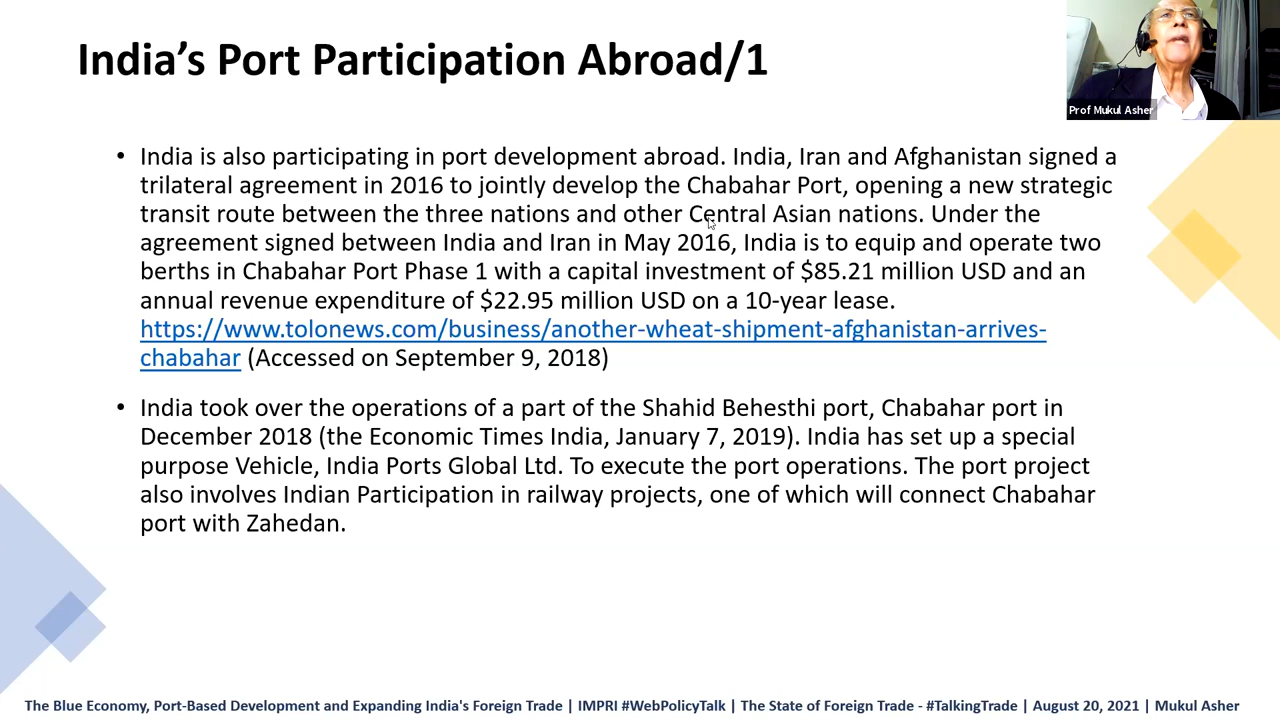 India's Port Participation Abroad/1
Prof Mukul Asher
• India is also participating in port development abroad. India, Iran and Afghanistan signed a
trilateral agreement in 2016 to jointly develop the Chabahar Port, opening a new strategic
transit route between the three nations and other Central Asian nations. Under the
agreement signed between India and Iran in May 2016, India is to equip and operate two
berths in Chabahar Port Phase 1 with a capital investment of $85.21 million USD and an
annual revenue expenditure of $22.95 million USD on a 10-year lease.
https://www.tolonews.com/business/another-wheat-shipment-afghanistan-arrives-
chabahar (Accessed on September 9, 2018)
• India took over the operations of a part of the Shahid Behesthi port, Chabahar port in
December 2018 (the Economic Times India, January 7, 2019). India has set up a special
purpose Vehicle, India Ports Global Ltd. To execute the port operations. The port project
also involves Indian Participation in railway projects, one of which will connect Chabahar
port with Zahedan.
The Blue Economy, Port-Based Development and Expanding India's Foreign Trade | IMPRI #WebPolicyTalk | The State of Foreign Trade - #TalkingTrade | August 20, 2021 | Mukul Asher